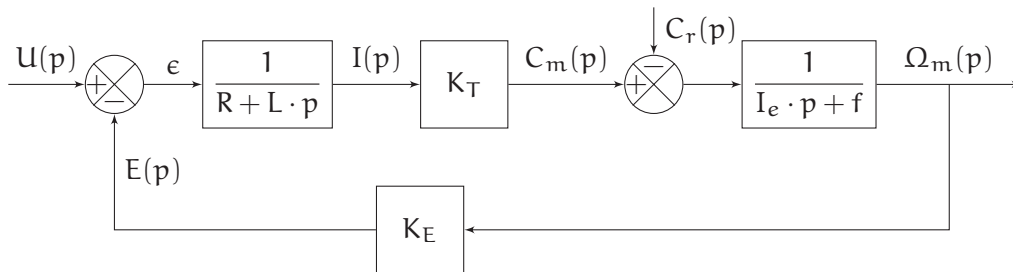 U(p)
+
−
ϵ
1
R + L · p
I(p)
K_T
C_m(p)
C_r(p)
−
+
1
I_e · p + f
Ω_m(p)
E(p)
K_E